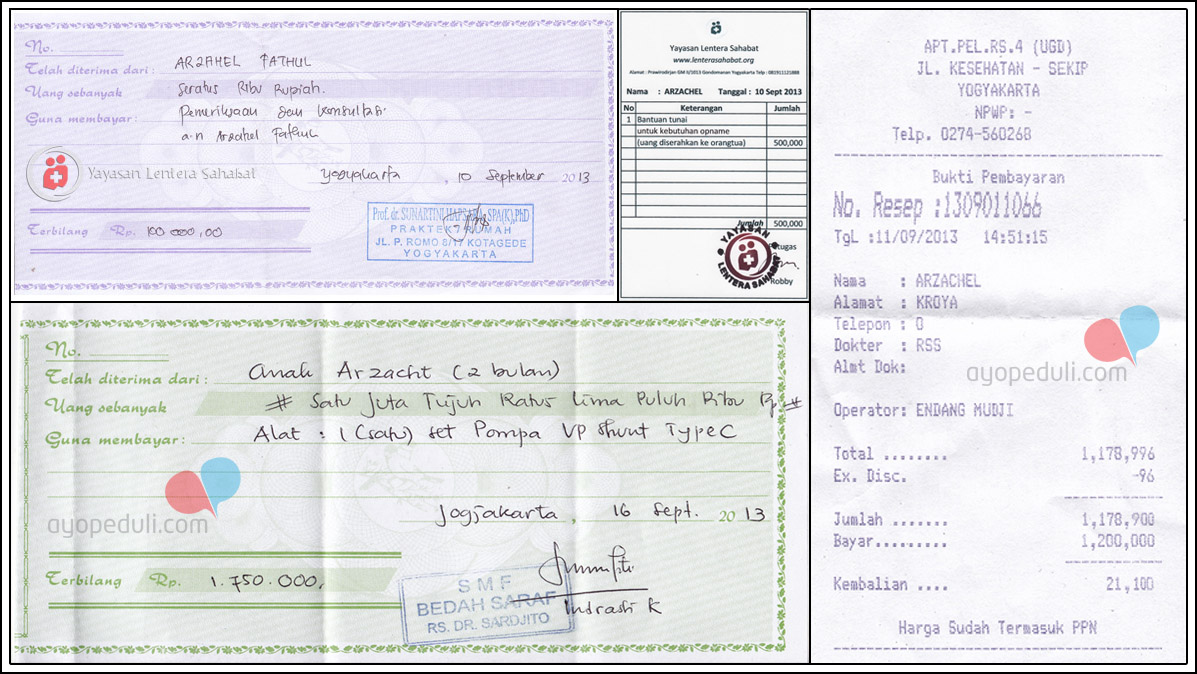 No.
Telah diterima dari : ARZAHEL FATHUL
Uang sebanyak Seratus Ribu Rupiah.
Guna membayar : Pemeriksaan dan konsultasi
a.n Arzahel Fathul
Yayasan Lentera Sahabat
Yogyakarta , 10 September 2013
Terbilang Rp. 100.000,00
Prof. dr. SUNARTINI HAPSARA, SPA(K), PhD
PRAKTEK RUMAH
JL. P. ROMO 8/17 KOTAGEDE
YOGYAKARTA
Yayasan Lentera Sahabat
www.lenterasahabat.org
Alamat : Prawirodirjan GM II/1013 Gondomanan Yogyakarta Telp : 081911121888
Nama : ARZACHEL Tanggal : 10 Sept 2013
No Keterangan Jumlah
1 Bantuan tunai
untuk kebutuhan opname
(uang diserahkan ke orangtua) 500,000
Jumlah 500,000
Petugas
YAYASAN
LENTERA SAHABAT
Robby
No.
Telah diterima dari : Anak Arzacht (2 bulan)
Uang sebanyak # Satu Juta Tujuh Ratus Lima Puluh Ribu Rp #
Guna membayar : Alat : 1 (satu) set Pompa VP Shunt Type C
ayopeduli.com
Jogjakarta , 16 Sept. 2013
Terbilang Rp. 1.750.000,
SMF
BEDAH SARAF
RS. DR. SARDJITO
Indrasti K
APT.PEL.RS.4 (UGD)
JL. KESEHATAN - SEKIP
YOGYAKARTA
NPWP: -
Telp. 0274-560268
Bukti Pembayaran
No. Resep :1309011066
TgL :11/09/2013 14:51:15
Nama : ARZACHEL
Alamat : KROYA
Telepon : 0
Dokter : RSS
Almt Dok:
ayopeduli.com
Operator: ENDANG MUDJI
Total ........ 1,178,996
Ex. Disc. -96
Jumlah ....... 1,178,900
Bayar......... 1,200,000
Kembalian .... 21,100
Harga Sudah Termasuk PPN